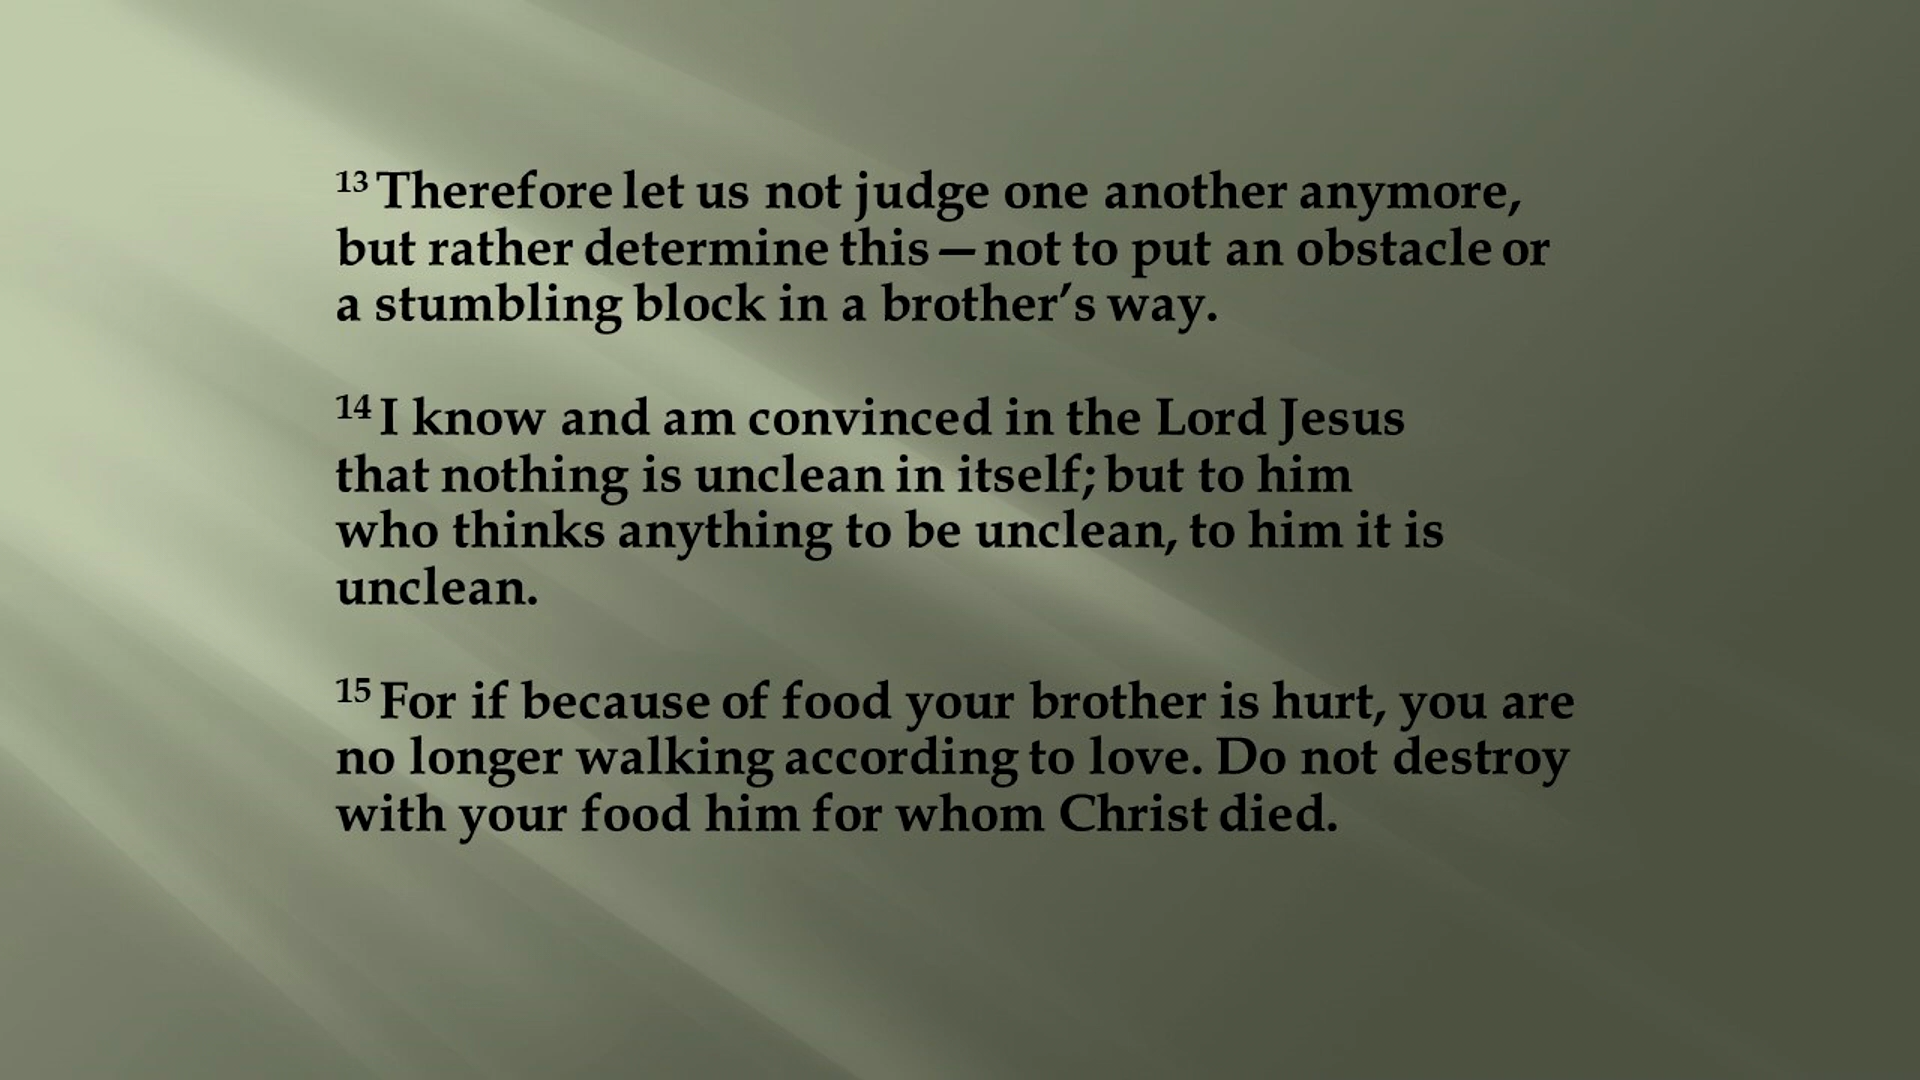 13 Therefore let us not judge one another anymore,
but rather determine this—not to put an obstacle or
a stumbling block in a brother’s way.
14 I know and am convinced in the Lord Jesus
that nothing is unclean in itself; but to him
who thinks anything to be unclean, to him it is
unclean.
15 For if because of food your brother is hurt, you are
no longer walking according to love. Do not destroy
with your food him for whom Christ died.